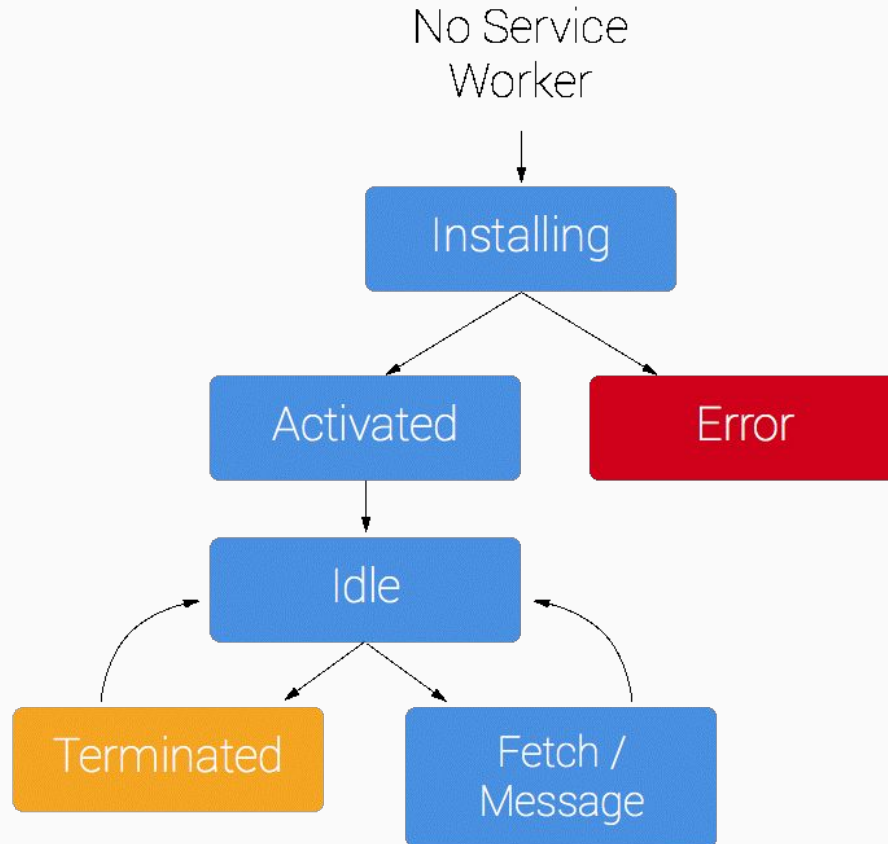 No Service
Worker
Installing
Activated
Error
Idle
Terminated
Fetch /
Message